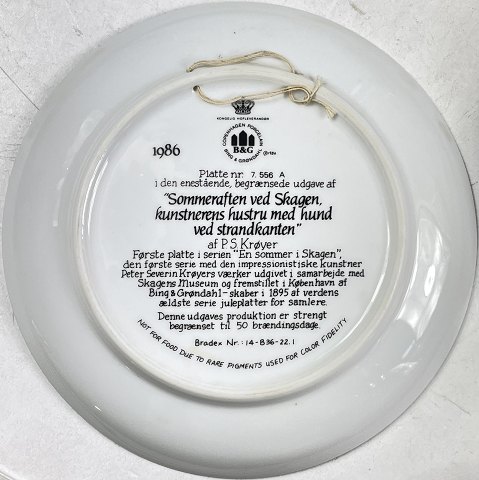 KONGELIG HOFLEVERANDØR
COPENHAGEN PORCELAIN
B&G
BING & GRØNDAHL
1986
Platte nr. 7.556 A
i den enestående, begrænsede udgave af
"Sommeraften ved Skagen,
kunstnerens hustru med hund
ved strandkanten"
af P.S. Krøyer
Første platte i serien "En sommer i Skagen",
den første serie med den impressionistiske kunstner
Peter Severin Krøyers værker udgivet i samarbejde med
Skagens Museum og fremstillet i København af
Bing & Grøndahl - skaber i 1895 af verdens
ældste serie juleplatter for samlere.
Denne udgaves produktion er strengt
begrænset til 50 brændingsdage.
Bradex Nr.: 14-B36-22.1
NOT FOR FOOD DUE TO RARE PIGMENTS USED FOR COLOR FIDELITY.